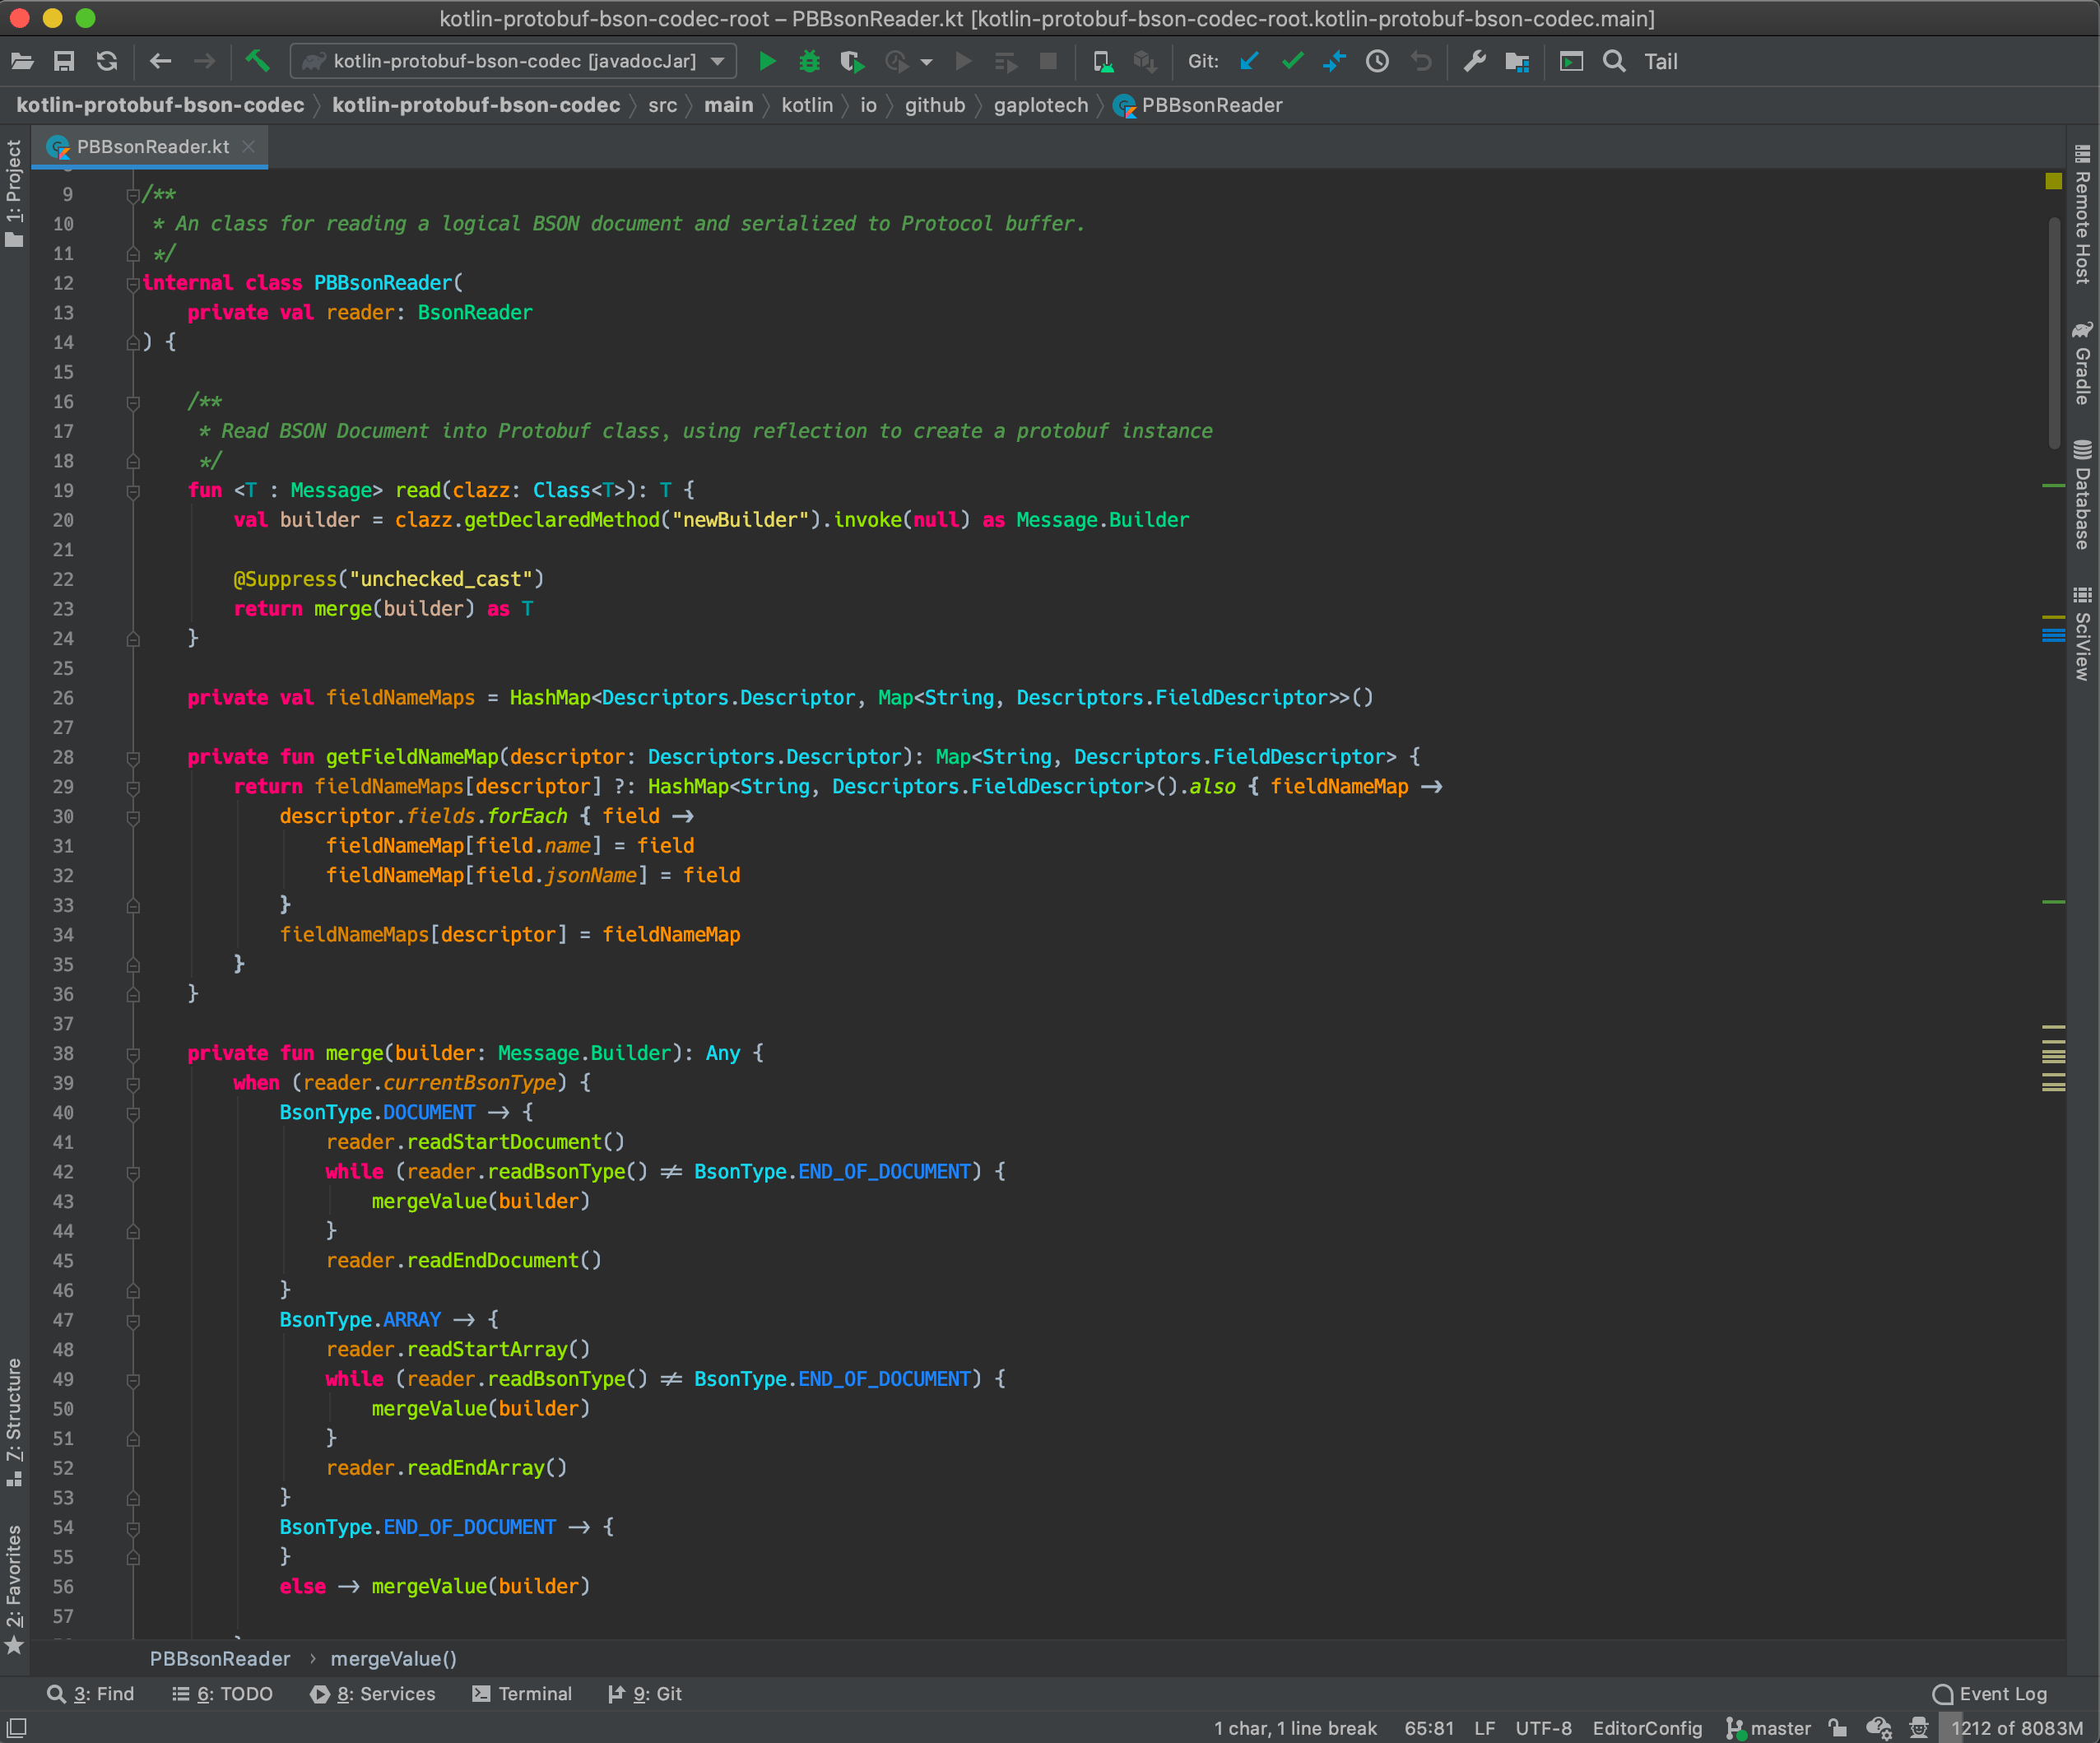 kotlin-protobuf-bson-codec-root – PBBsonReader.kt [kotlin-protobuf-bson-codec-root.kotlin-protobuf-bson-codec.main]
kotlin-protobuf-bson-codec [javadocJar] Git: Tail
kotlin-protobuf-bson-codec kotlin-protobuf-bson-codec src main kotlin io github gaplotech PBBsonReader
PBBsonReader.kt
1: Project
7: Structure
2: Favorites
9 /**
10 * An class for reading a logical BSON document and serialized to Protocol buffer.
11 */
12 internal class PBBsonReader(
13 private val reader: BsonReader
14 ) {
15
16 /**
17 * Read BSON Document into Protobuf class, using reflection to create a protobuf instance
18 */
19 fun <T : Message> read(clazz: Class<T>): T {
20 val builder = clazz.getDeclaredMethod("newBuilder").invoke(null) as Message.Builder
21
22 @Suppress("unchecked_cast")
23 return merge(builder) as T
24 }
25
26 private val fieldNameMaps = HashMap<Descriptors.Descriptor, Map<String, Descriptors.FieldDescriptor>>()
27
28 private fun getFieldNameMap(descriptor: Descriptors.Descriptor): Map<String, Descriptors.FieldDescriptor> {
29 return fieldNameMaps[descriptor] ?: HashMap<String, Descriptors.FieldDescriptor>().also { fieldNameMap →
30 descriptor.fields.forEach { field →
31 fieldNameMap[field.name] = field
32 fieldNameMap[field.jsonName] = field
33 }
34 fieldNameMaps[descriptor] = fieldNameMap
35 }
36 }
37
38 private fun merge(builder: Message.Builder): Any {
39 when (reader.currentBsonType) {
40 BsonType.DOCUMENT → {
41 reader.readStartDocument()
42 while (reader.readBsonType() ≠ BsonType.END_OF_DOCUMENT) {
43 mergeValue(builder)
44 }
45 reader.readEndDocument()
46 }
47 BsonType.ARRAY → {
48 reader.readStartArray()
49 while (reader.readBsonType() ≠ BsonType.END_OF_DOCUMENT) {
50 mergeValue(builder)
51 }
52 reader.readEndArray()
53 }
54 BsonType.END_OF_DOCUMENT → {
55 }
56 else → mergeValue(builder)
57
Remote Host
Gradle
Database
SciView
PBBsonReader › mergeValue()
3: Find 6: TODO 8: Services Terminal 9: Git Event Log
1 char, 1 line break 65:81 LF UTF-8 EditorConfig master 1212 of 8083M